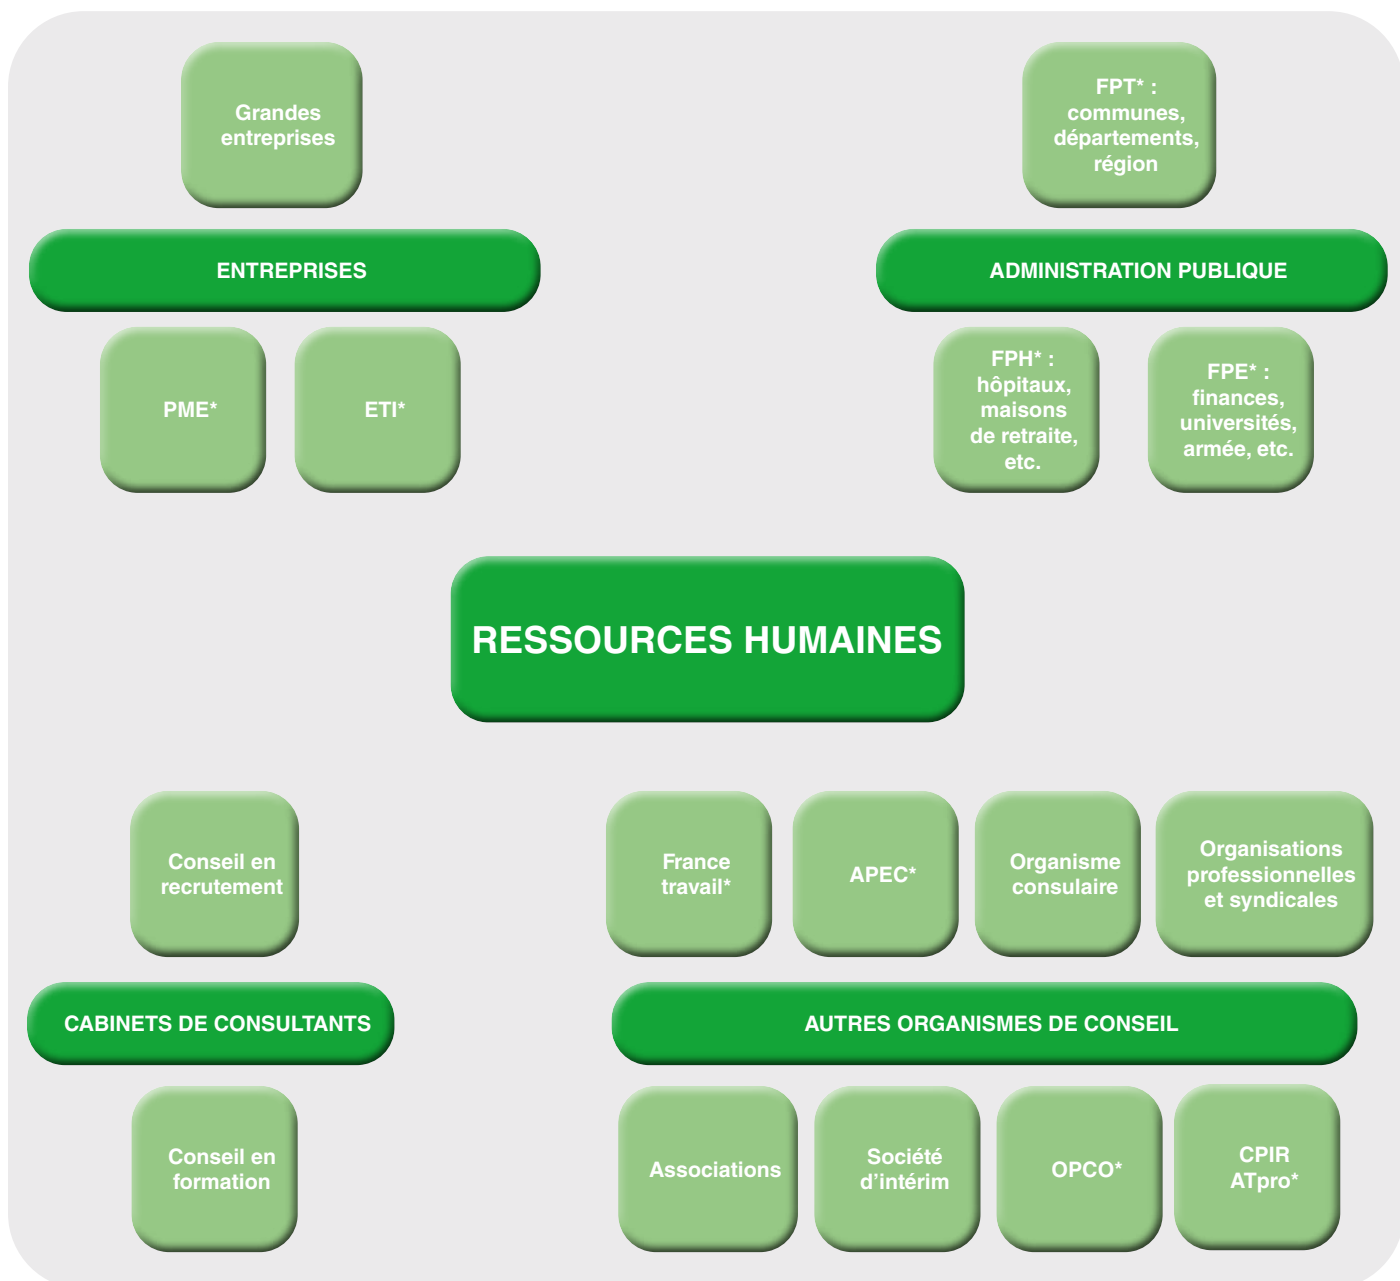 Grandes
entreprises
FPT* :
communes,
départements,
région
ENTREPRISES
ADMINISTRATION PUBLIQUE
PME*
ETI*
FPH* :
hôpitaux,
maisons
de retraite,
etc.
FPE* :
finances,
universités,
armée, etc.
RESSOURCES HUMAINES
Conseil en
recrutement
France
travail*
APEC*
Organisme
consulaire
Organisations
professionnelles
et syndicales
CABINETS DE CONSULTANTS
AUTRES ORGANISMES DE CONSEIL
Conseil en
formation
Associations
Société
d'intérim
OPCO*
CPIR
ATpro*